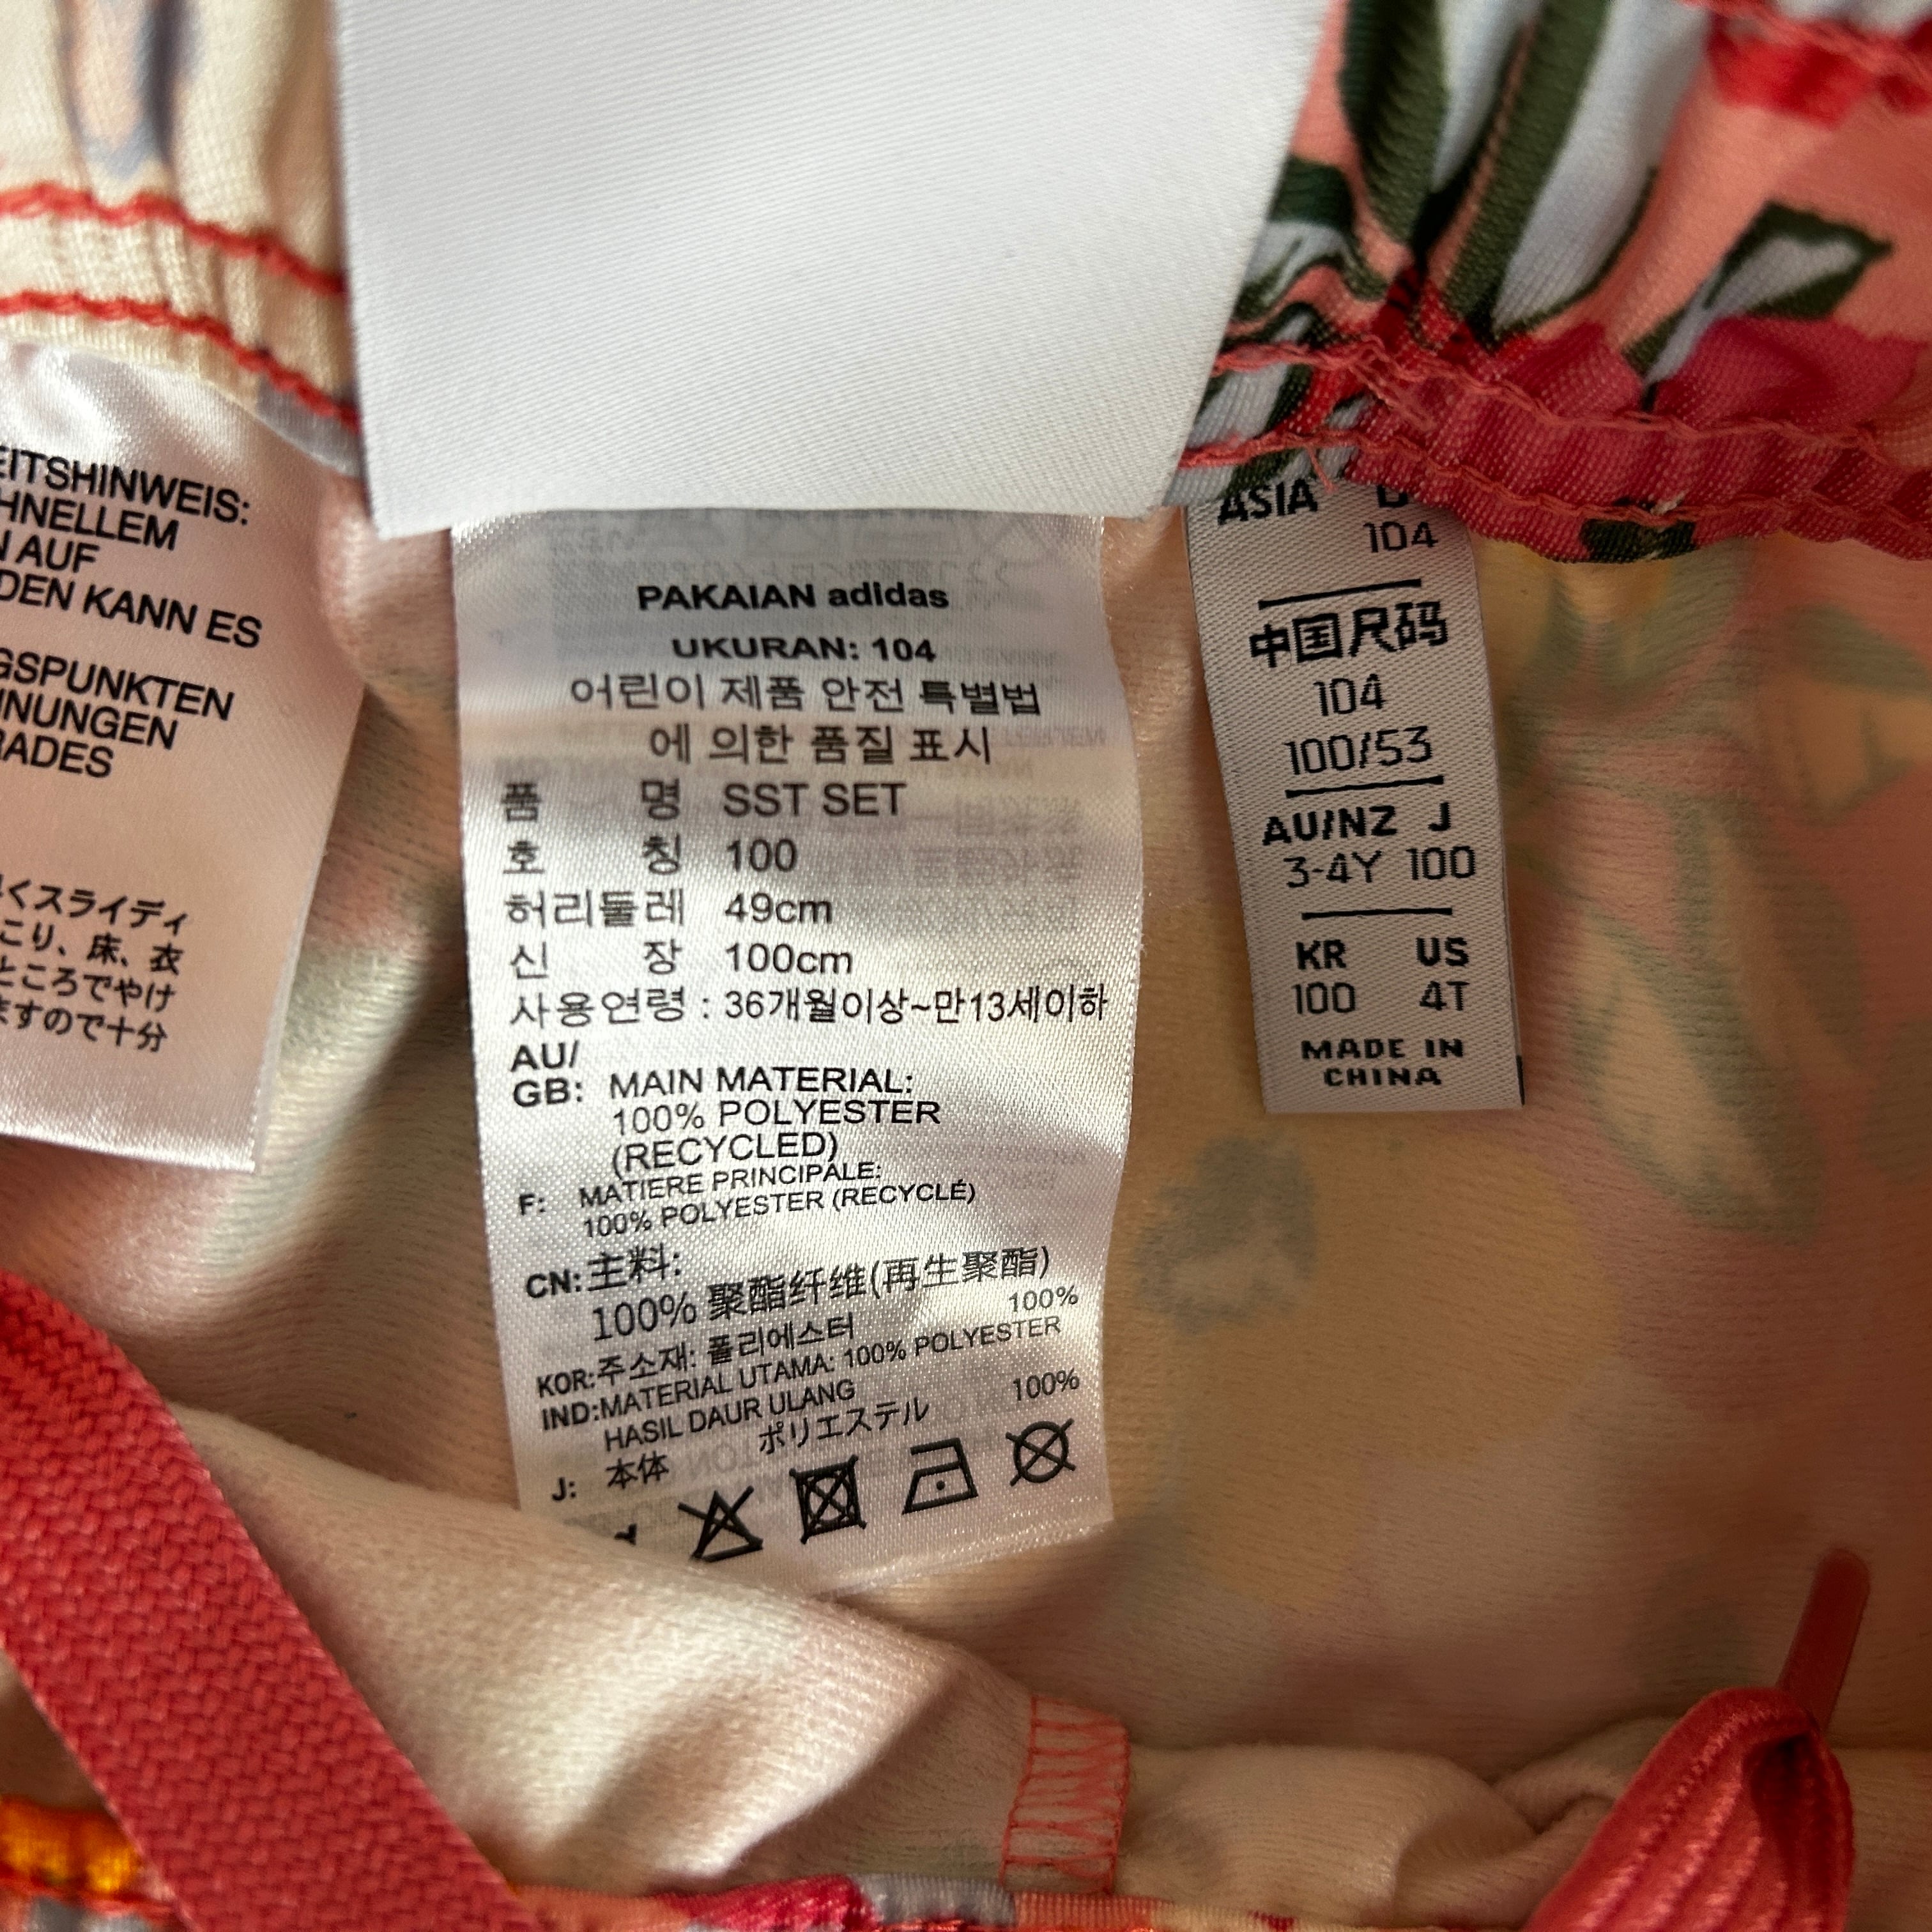 EITSHINWEIS:
HNELLEM
AUF
DEN KANN ES
GSPUNKTEN
HNUNGEN
RADES
くスライディ
こり、床、衣
ところでやけ
ますので十分
PAKAIAN adidas
UKURAN: 104
어린이 제품 안전 특별법
에 의한 품질 표시
품 명 SST SET
호 칭 100
허리둘레 49cm
신 장 100cm
사용연령 : 36개월이상~만13세이하
AU/
GB: MAIN MATERIAL:
100% POLYESTER
(RECYCLED)
F: MATIERE PRINCIPALE:
100% POLYESTER (RECYCLÉ)
CN: 主料:
100% 聚酯纤维(再生聚酯)
100%
KOR:주소재: 폴리에스터
IND:MATERIAL UTAMA: 100% POLYESTER
HASIL DAUR ULANG
100%
J: 本体 ポリエステル
ASIA
104
中国尺码
104
100/53
AU/NZ J
3-4Y 100
KR US
100 4T
MADE IN
CHINA